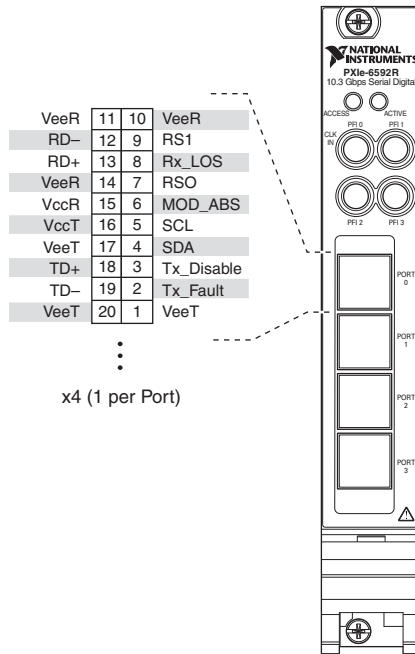 NATIONAL
INSTRUMENTS
PXIe-6592R
10.3 Gbps Serial Digital
ACCESS ACTIVE
PFI 0 PFI 1
CLK
IN
PFI 2 PFI 3
VeeR 11 10 VeeR
RD– 12 9 RS1
RD+ 13 8 Rx_LOS
VeeR 14 7 RSO
VccR 15 6 MOD_ABS
VccT 16 5 SCL
VeeT 17 4 SDA
TD+ 18 3 Tx_Disable
TD– 19 2 Tx_Fault
VeeT 20 1 VeeT
x4 (1 per Port)
PORT
0
PORT
1
PORT
2
PORT
3